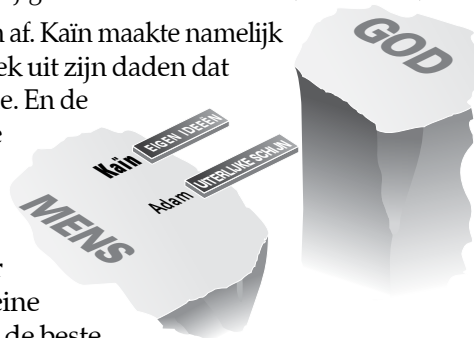 n af. Kaïn maakte namelijk
ek uit zijn daden dat
e. En de
e
r
eine
de beste
GOD
EIGEN IDEEËN
Kaïn
UITERLIJKE SCHIJN
Adam
MENS